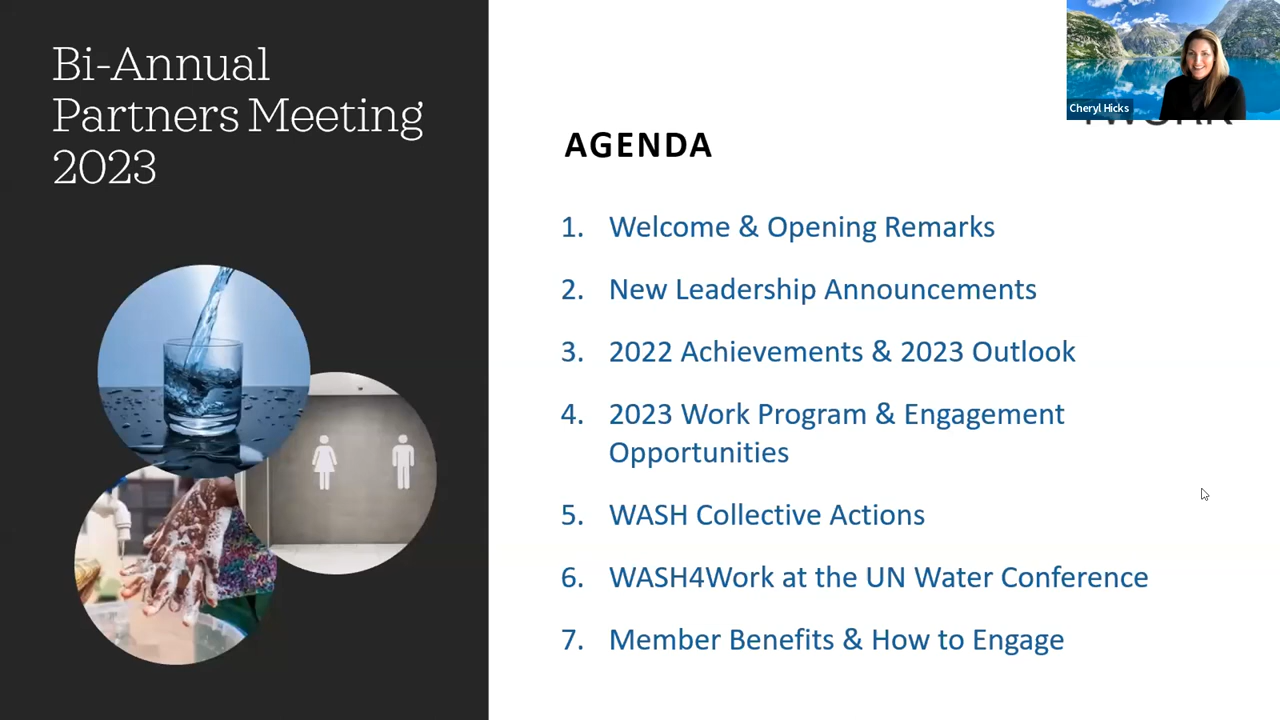 Bi-Annual
Partners Meeting
2023
Cheryl Hicks
AGENDA
1. Welcome & Opening Remarks
2. New Leadership Announcements
3. 2022 Achievements & 2023 Outlook
4. 2023 Work Program & Engagement
Opportunities
5. WASH Collective Actions
6. WASH4Work at the UN Water Conference
7. Member Benefits & How to Engage